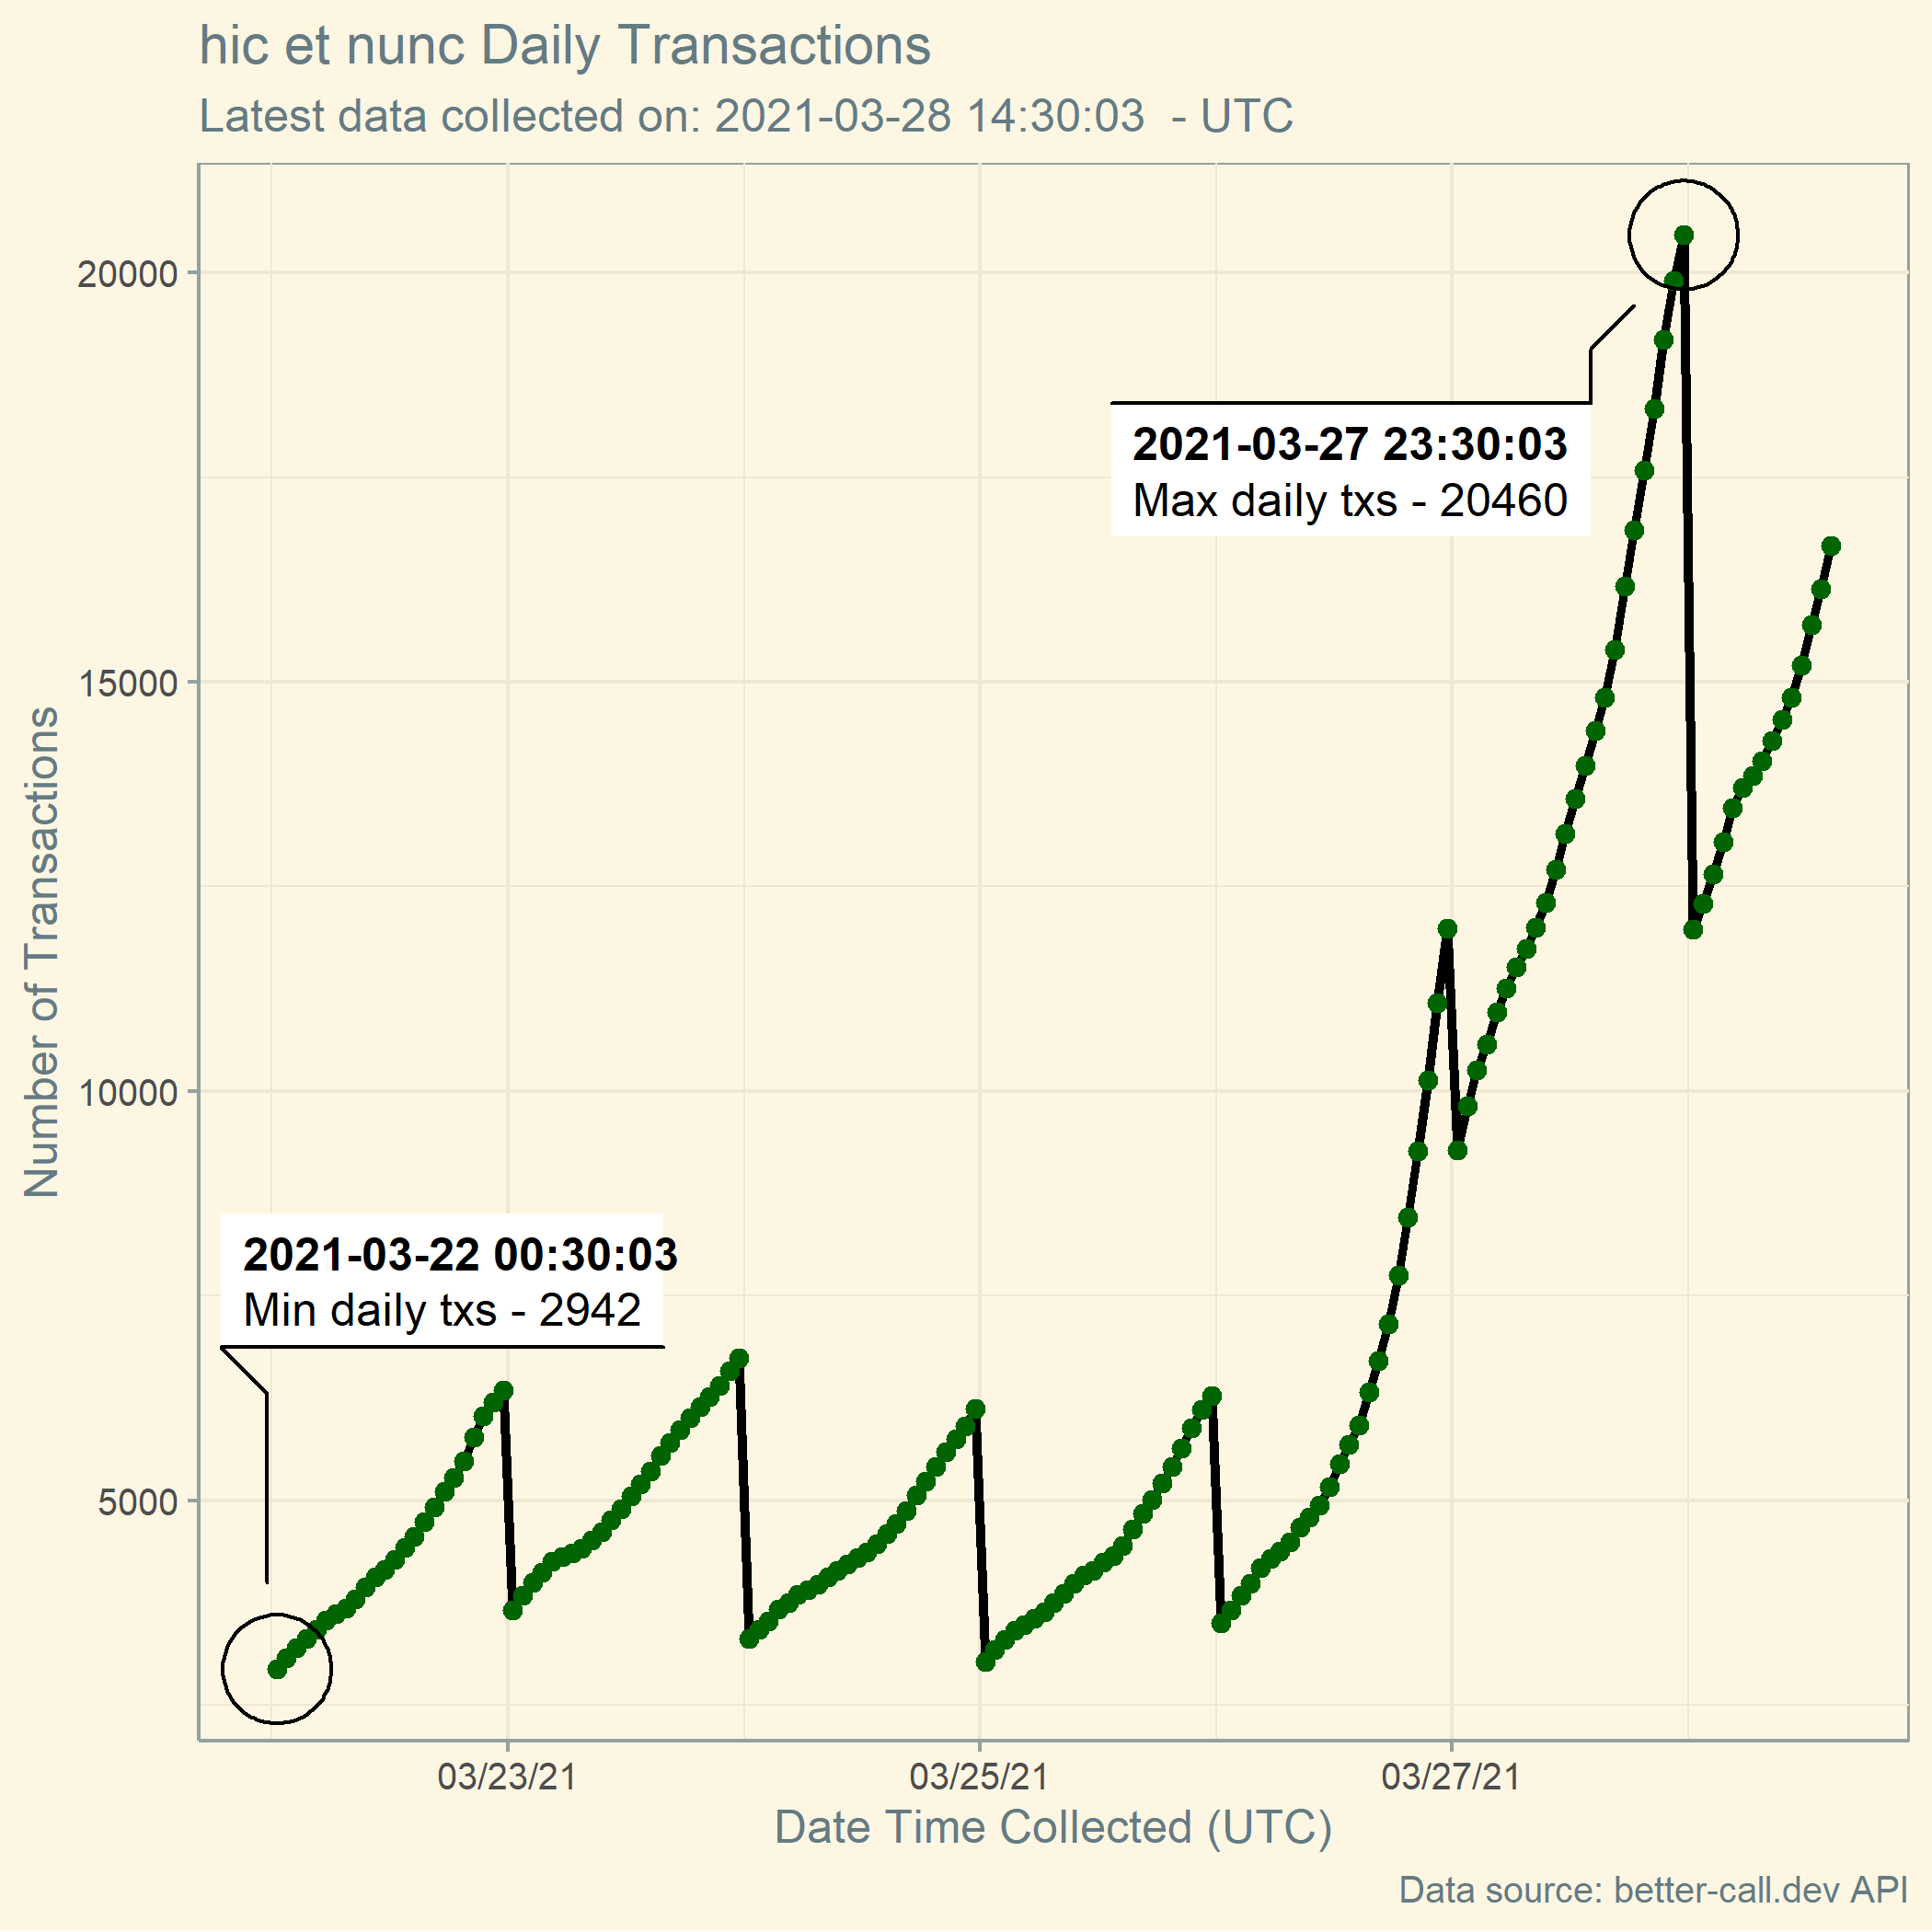 hic et nunc Daily Transactions
Latest data collected on: 2021-03-28 14:30:03  - UTC
20000
15000
10000
5000
Number of Transactions
2021-03-27 23:30:03
Max daily txs - 20460
2021-03-22 00:30:03
Min daily txs - 2942
03/23/21
03/25/21
03/27/21
Date Time Collected (UTC)
Data source: better-call.dev API